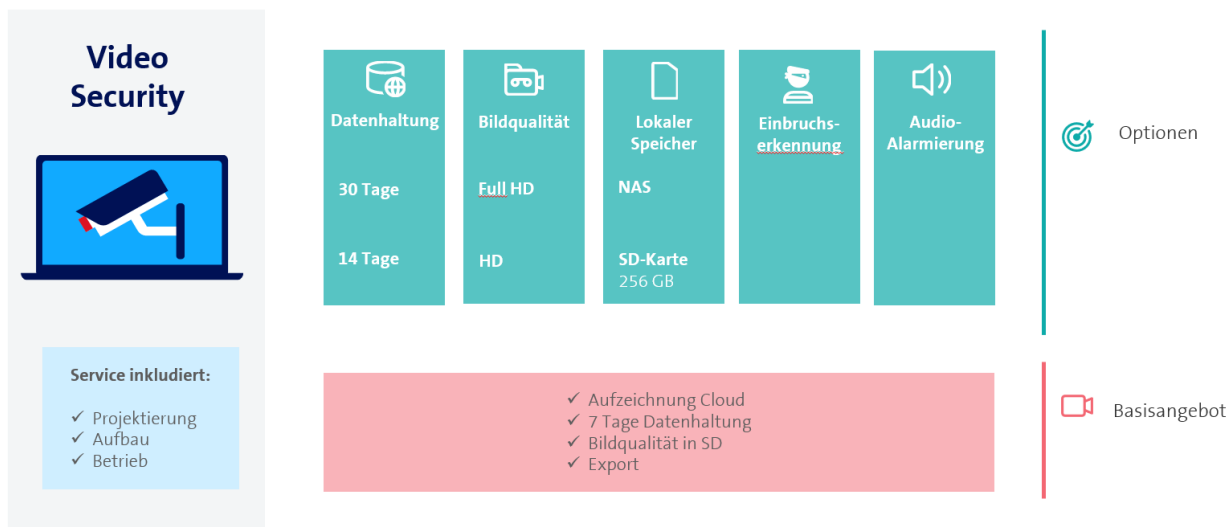 Video
Security
Service inkludiert:
✓ Projektierung
✓ Aufbau
✓ Betrieb
Datenhaltung
30 Tage
14 Tage
Bildqualität
Full HD
HD
Lokaler
Speicher
NAS
SD-Karte
256 GB
Einbruchs-
erkennung
Audio-
Alarmierung
Optionen
✓ Aufzeichnung Cloud
✓ 7 Tage Datenhaltung
✓ Bildqualität in SD
✓ Export
Basisangebot